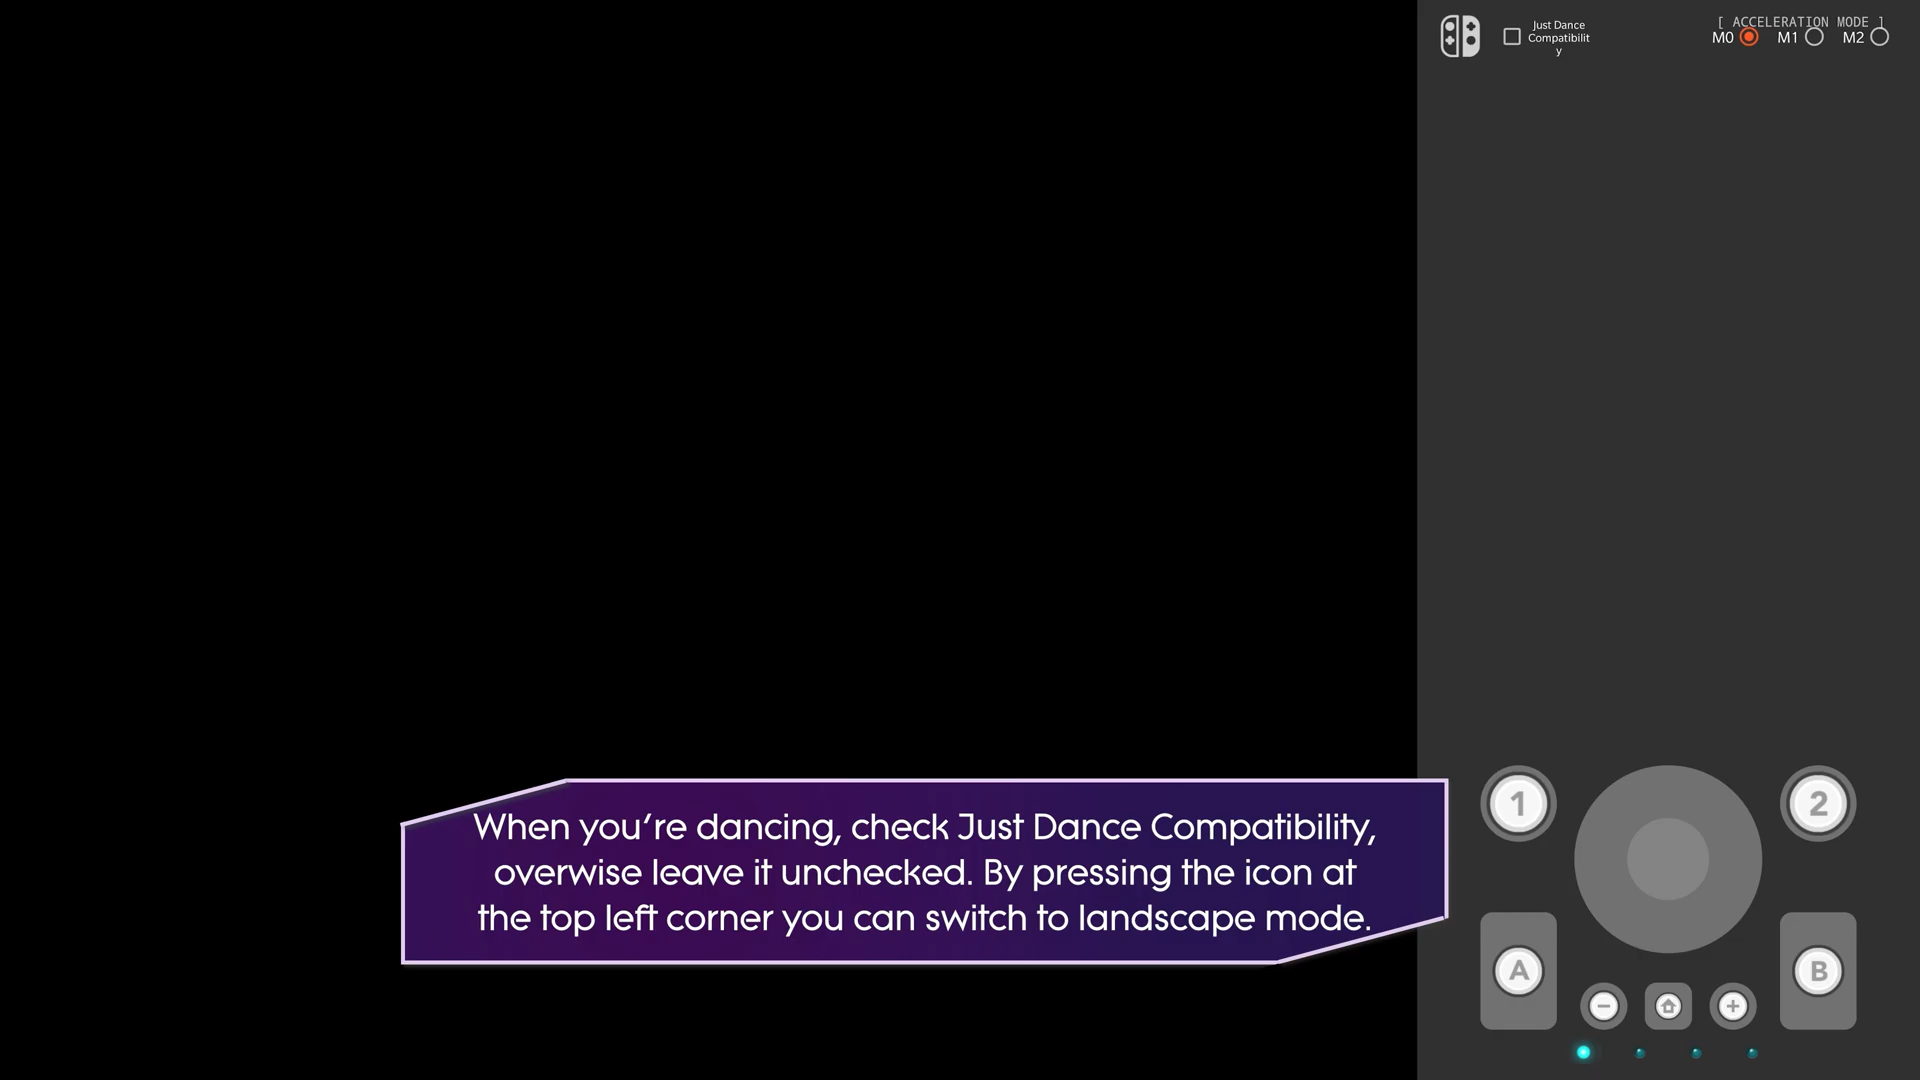 Just Dance
Compatibilit
y
[ ACCELERATION MODE ]
M0 M1 M2
When you're dancing, check Just Dance Compatibility,
overwise leave it unchecked. By pressing the icon at
the top left corner you can switch to landscape mode.
1 2
A B